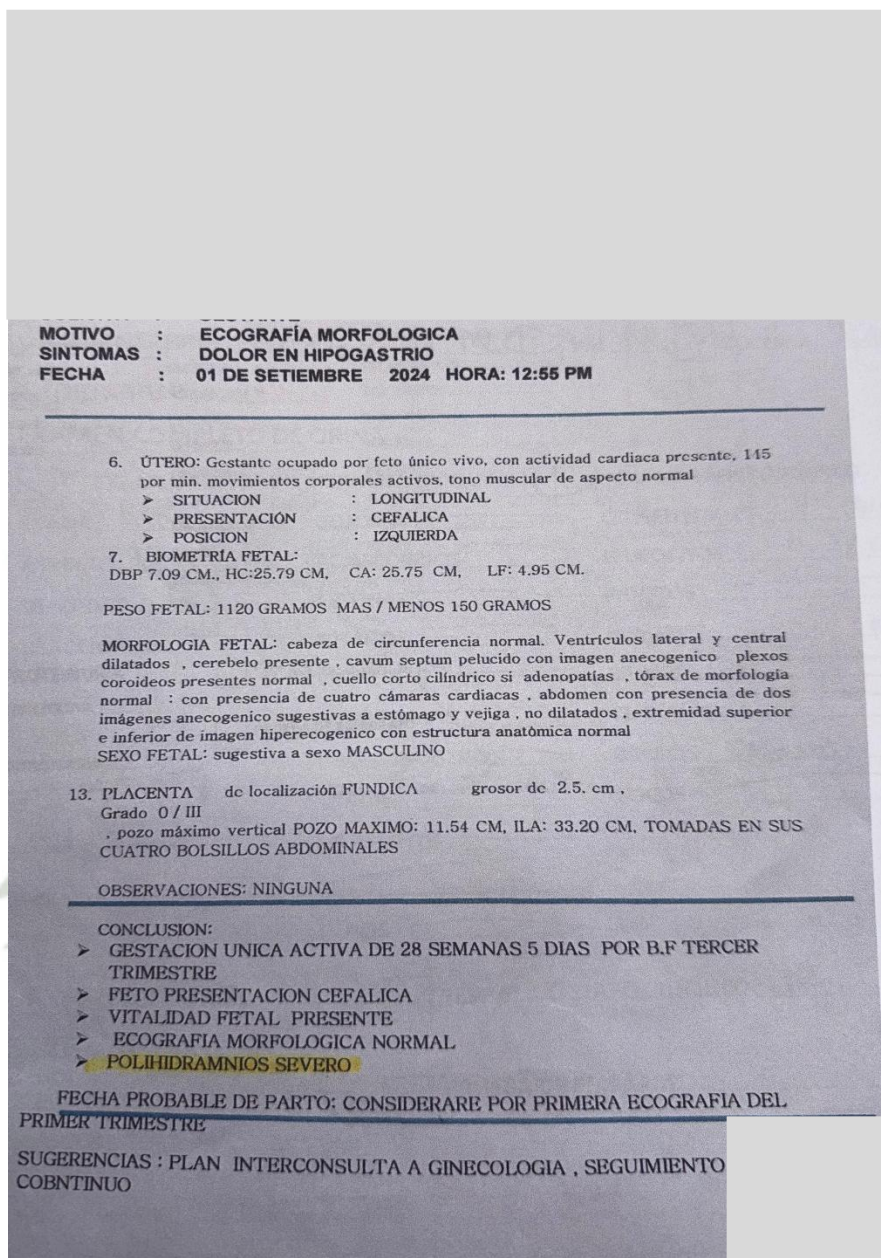 MOTIVO : ECOGRAFÍA MORFOLOGICA
SINTOMAS : DOLOR EN HIPOGASTRIO
FECHA : 01 DE SETIEMBRE 2024 HORA: 12:55 PM
6. ÚTERO: Gestante ocupado por feto único vivo, con actividad cardiaca presente, 145
por min. movimientos corporales activos, tono muscular de aspecto normal
➢ SITUACION : LONGITUDINAL
➢ PRESENTACIÓN : CEFALICA
➢ POSICION : IZQUIERDA
7. BIOMETRÍA FETAL:
DBP 7.09 CM., HC:25.79 CM, CA: 25.75 CM, LF: 4.95 CM.
PESO FETAL: 1120 GRAMOS MAS / MENOS 150 GRAMOS
MORFOLOGIA FETAL: cabeza de circunferencia normal. Ventriculos lateral y central
dilatados , cerebelo presente , cavum septum pelucido con imagen anecogenico plexos
coroideos presentes normal , cuello corto cilíndrico si adenopatías , tórax de morfología
normal : con presencia de cuatro cámaras cardiacas , abdomen con presencia de dos
imágenes anecogenico sugestivas a estómago y vejiga , no dilatados , extremidad superior
e inferior de imagen hiperecogenico con estructura anatòmica normal
SEXO FETAL: sugestiva a sexo MASCULINO
13. PLACENTA de localización FUNDICA grosor de 2.5. cm ,
Grado 0 / III
, pozo máximo vertical POZO MAXIMO: 11.54 CM, ILA: 33.20 CM, TOMADAS EN SUS
CUATRO BOLSILLOS ABDOMINALES
OBSERVACIONES: NINGUNA
CONCLUSION:
➢ GESTACION UNICA ACTIVA DE 28 SEMANAS 5 DIAS POR B.F TERCER
TRIMESTRE
➢ FETO PRESENTACION CEFALICA
➢ VITALIDAD FETAL PRESENTE
➢ ECOGRAFIA MORFOLOGICA NORMAL
➢ POLIHIDRAMNIOS SEVERO
FECHA PROBABLE DE PARTO: CONSIDERARE POR PRIMERA ECOGRAFIA DEL
PRIMER TRIMESTRE
SUGERENCIAS : PLAN INTERCONSULTA A GINECOLOGIA , SEGUIMIENTO
COBNTINUO